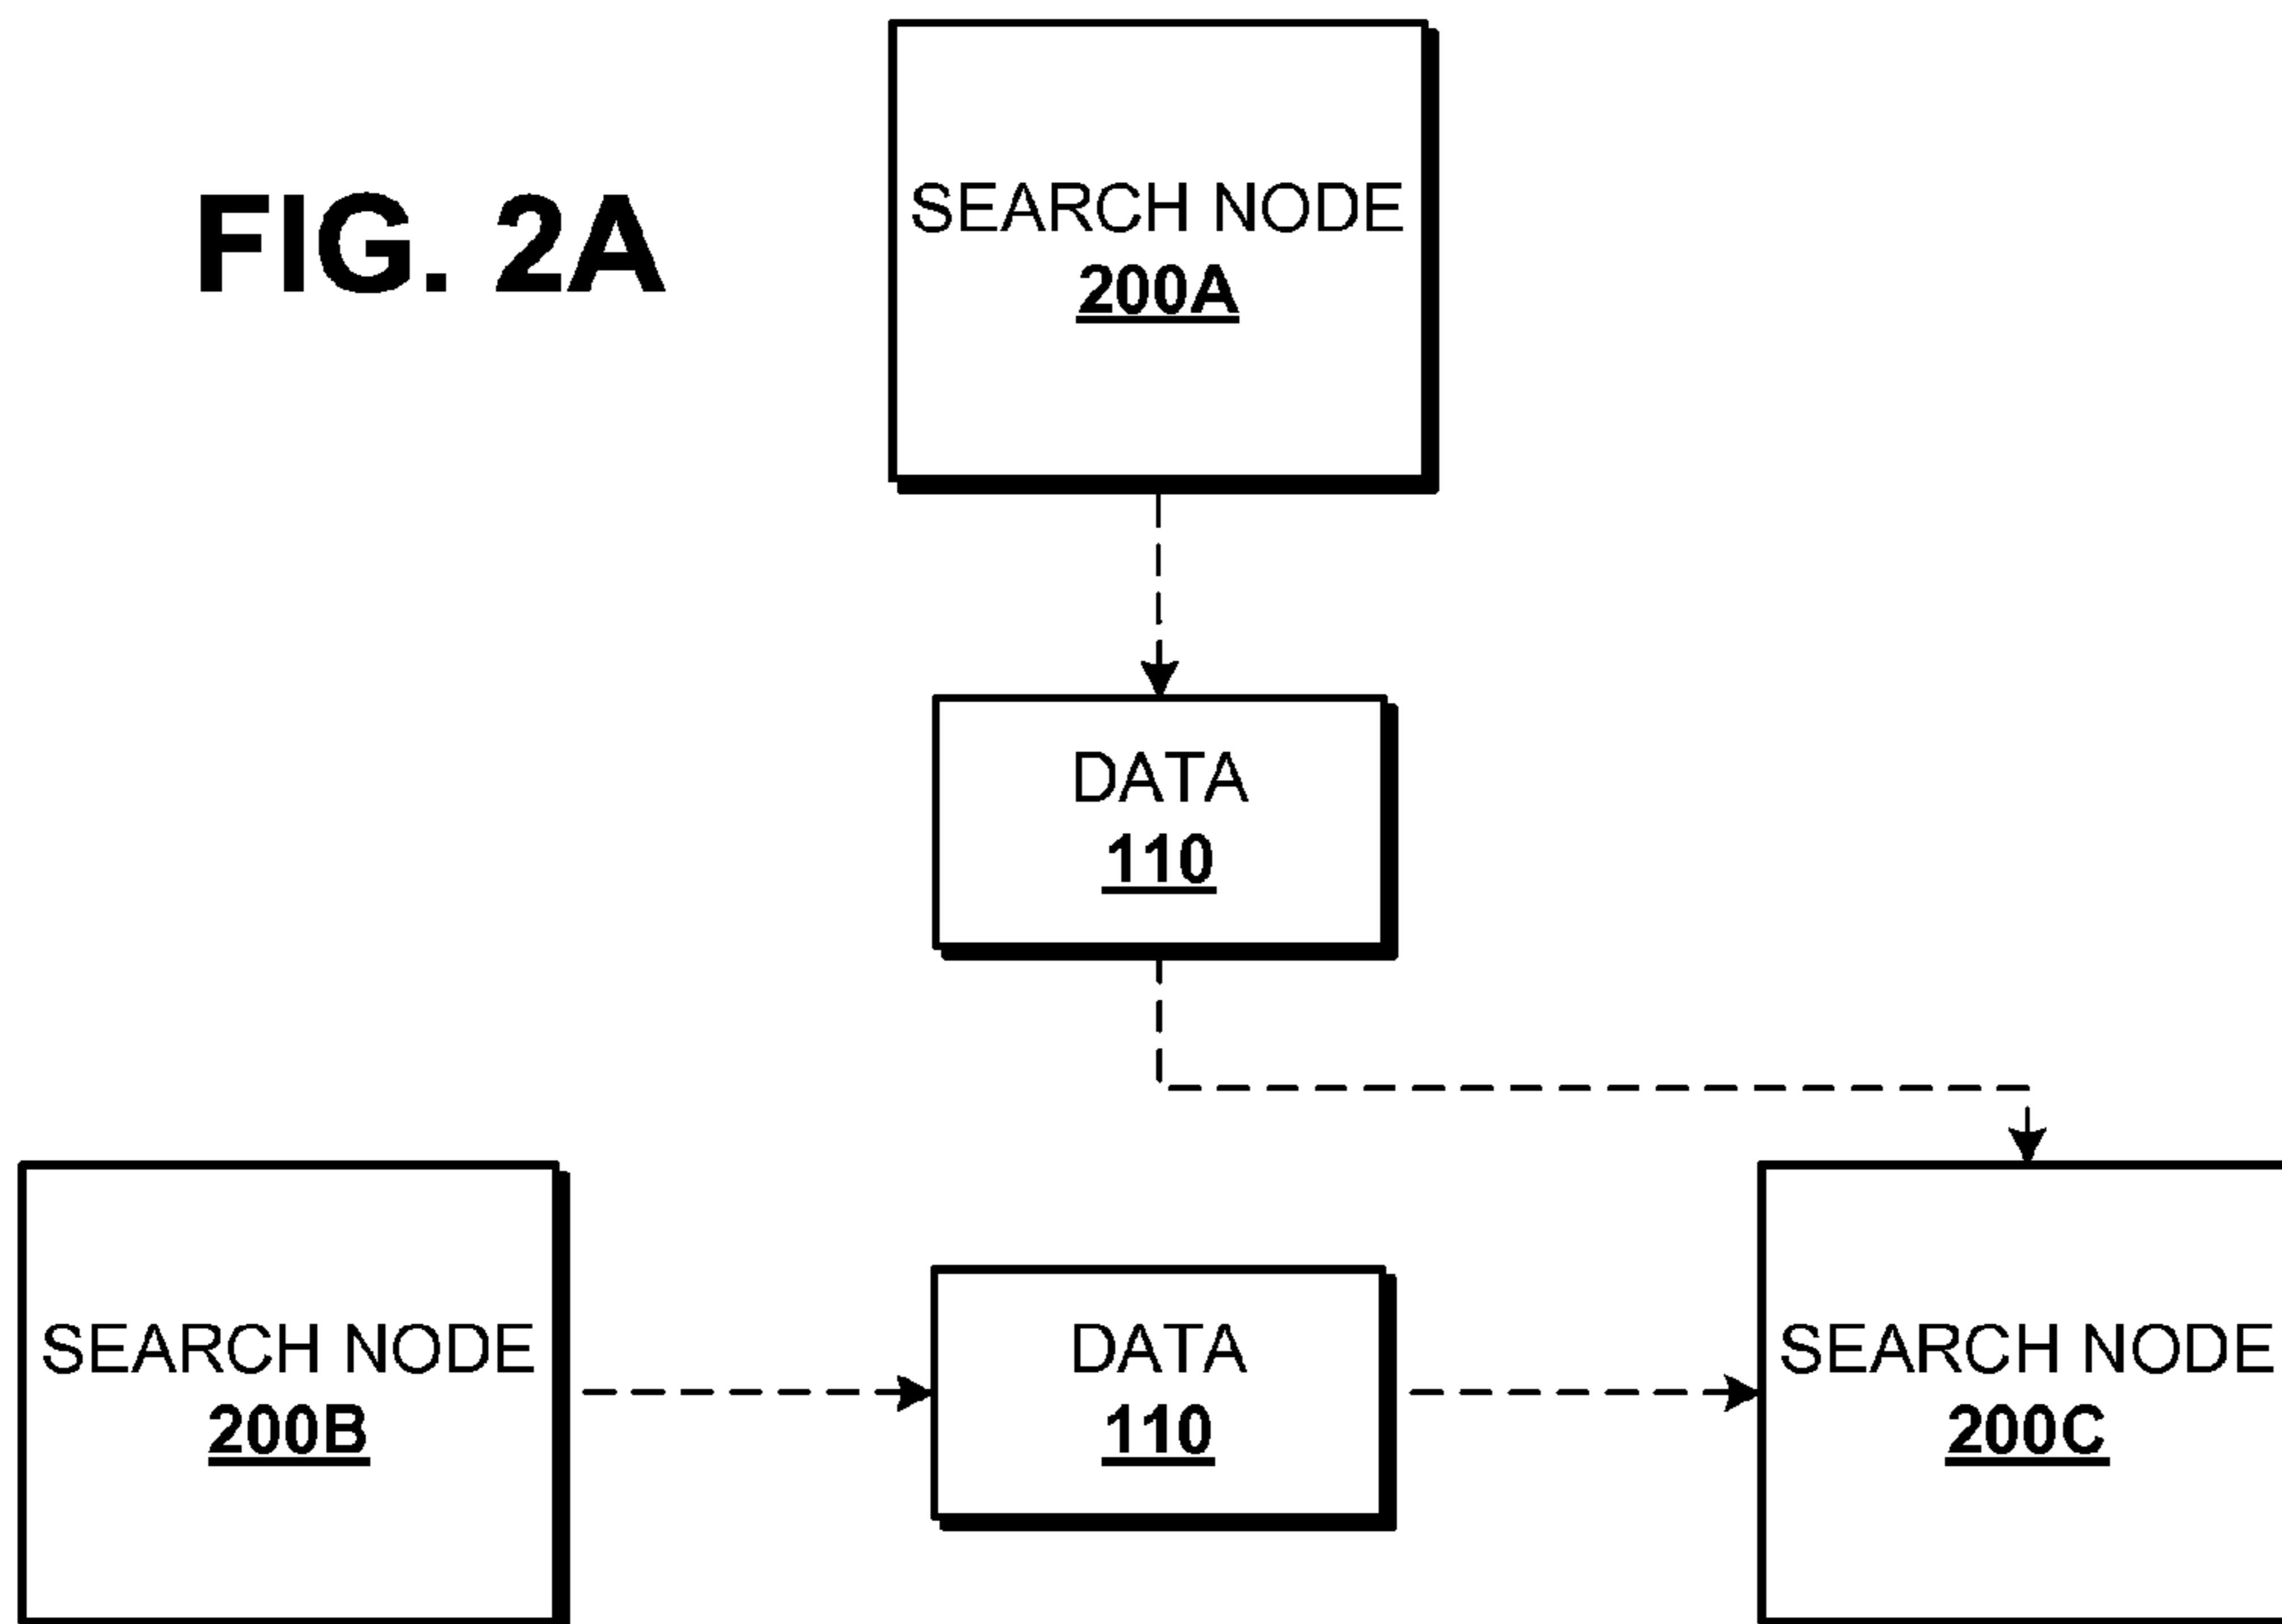 FIG. 2A
SEARCH NODE
200A
DATA
110
SEARCH NODE
200B
DATA
110
SEARCH NODE
200C